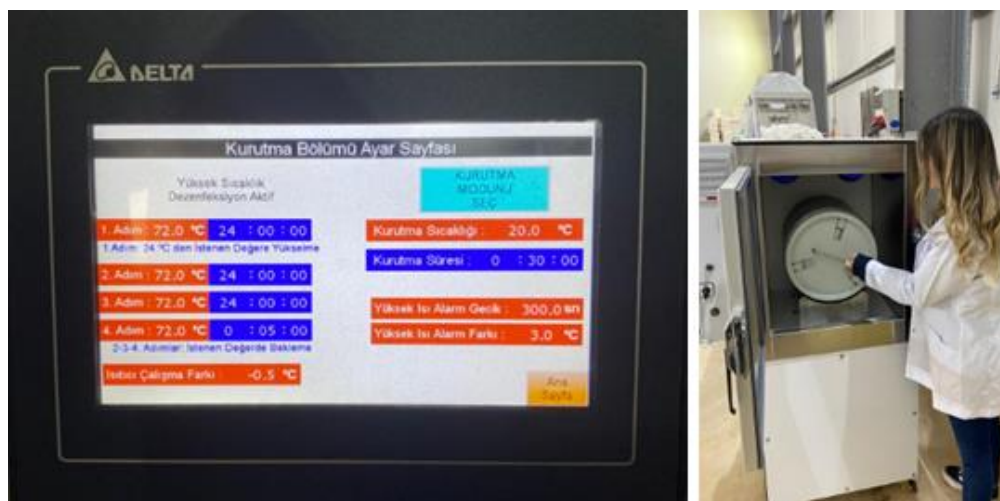 DELTA
Kurutma Bölümü Ayar Sayfası
Yüksek Sıcaklık
Dezenfeksiyon Aktif
KURUTMA
MODUNU
SEÇ
1. Adım : 72.0 °C 24 : 00 : 00
1.Adım: 24 °C den İstenen Değere Yükselme
2. Adım : 72.0 °C 24 : 00 : 00
3. Adım : 72.0 °C 24 : 00 : 00
4. Adım : 72.0 °C 0 : 05 : 00
2-3-4. Adımlar: İstenen Değerde Bekleme
Isıtıcı Çalışma Farkı -0.5 °C
Kurutma Sıcaklığı : 20.0 °C
Kurutma Süresi : 0 : 30 : 00
Yüksek Isı Alarm Gecik : 300.0 sn
Yüksek Isı Alarm Farkı : 3.0 °C
Ana
Sayfa